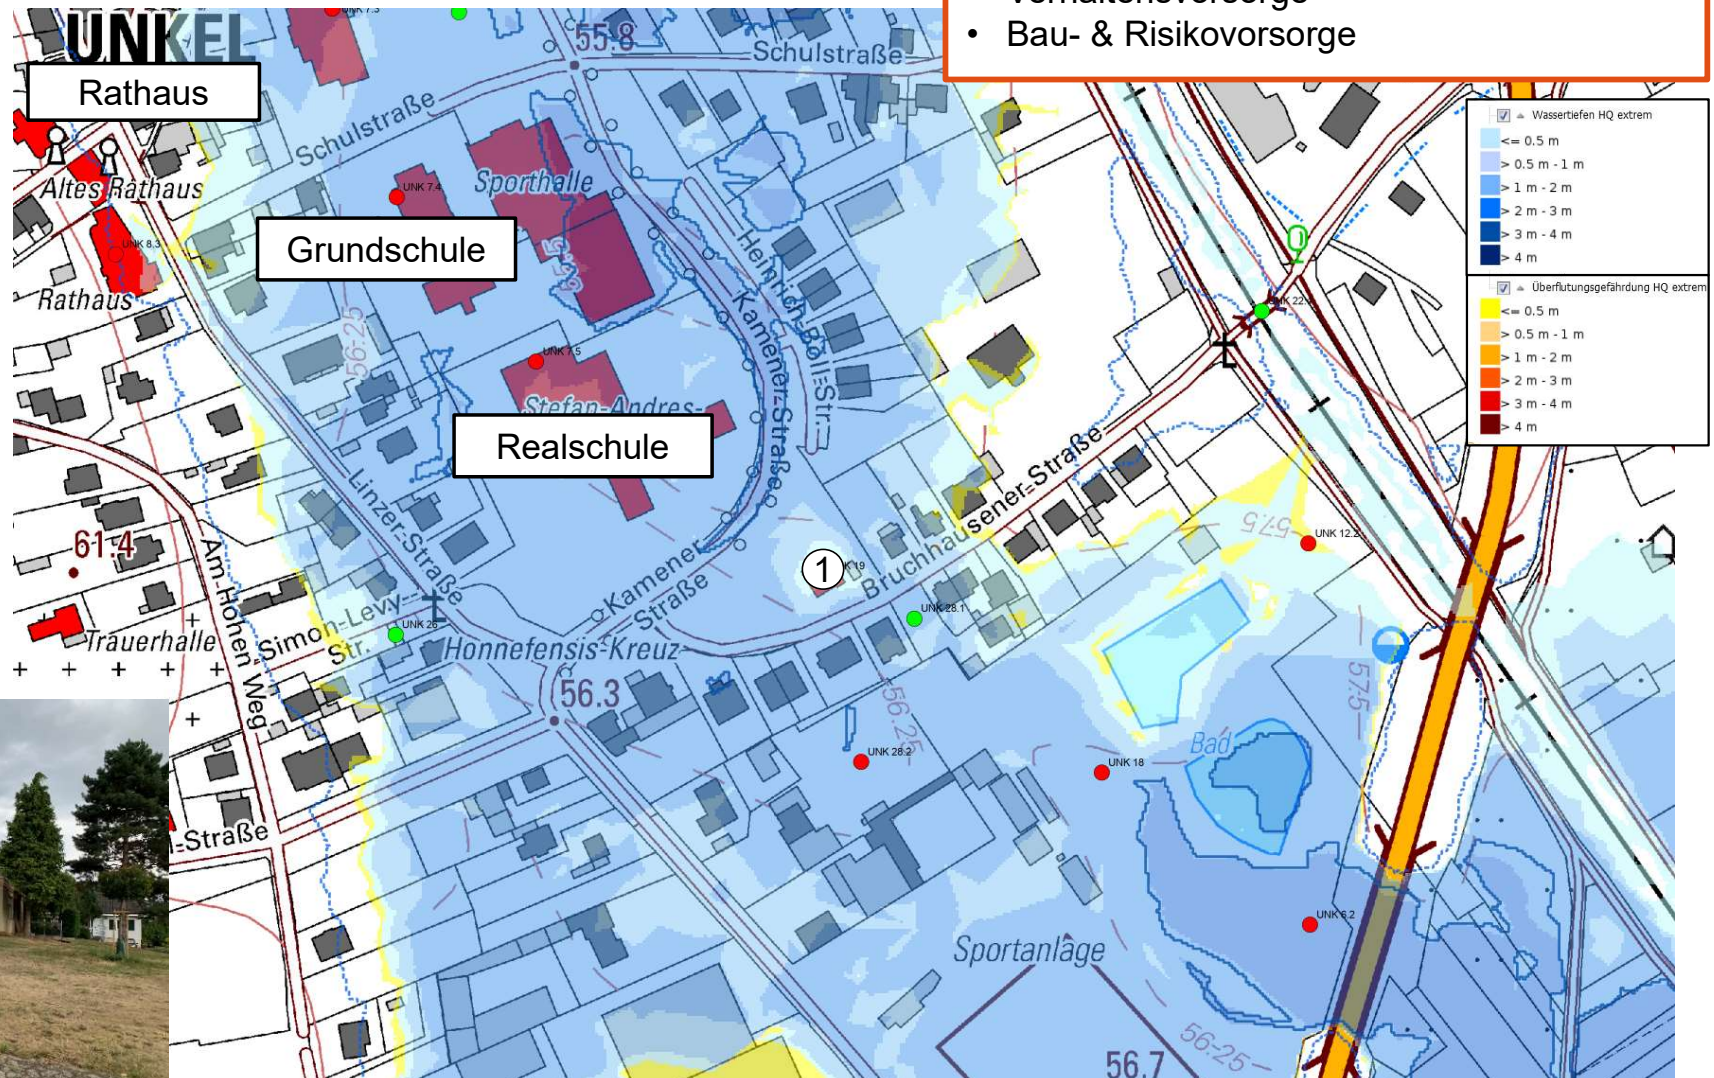 • Bau- & Risikovorsorge
UNKEL
Rathaus
55.8
Schulstraße
Schulstraße
Altes Rathaus
UNK 7.4
Sporthalle
UNK 8.3
Rathaus
Grundschule
56.25
Heinrich-Böll-Str.
Kamener-Straße
UNK 7.5
Stefan-Andres-
Realschule
Linzer-Straße
Bruchhausener-Straße
57.5
UNK 12.2
61.4
Am-Hohen Weg
Trauerhalle
Simon-Levy-
Str.
UNK 26
Kamener
Straße
1
UNK 28.1
Honnefensis-Kreuz
56.3
56.25
57.5
UNK 28.2
UNK 18
Bad
-Straße
UNK 6.2
Sportanlage
56.7
56.25
Wassertiefen HQ extrem
<= 0.5 m
> 0.5 m - 1 m
> 1 m - 2 m
> 2 m - 3 m
> 3 m - 4 m
> 4 m
Überflutungsgefährdung HQ extrem
<= 0.5 m
> 0.5 m - 1 m
> 1 m - 2 m
> 2 m - 3 m
> 3 m - 4 m
> 4 m